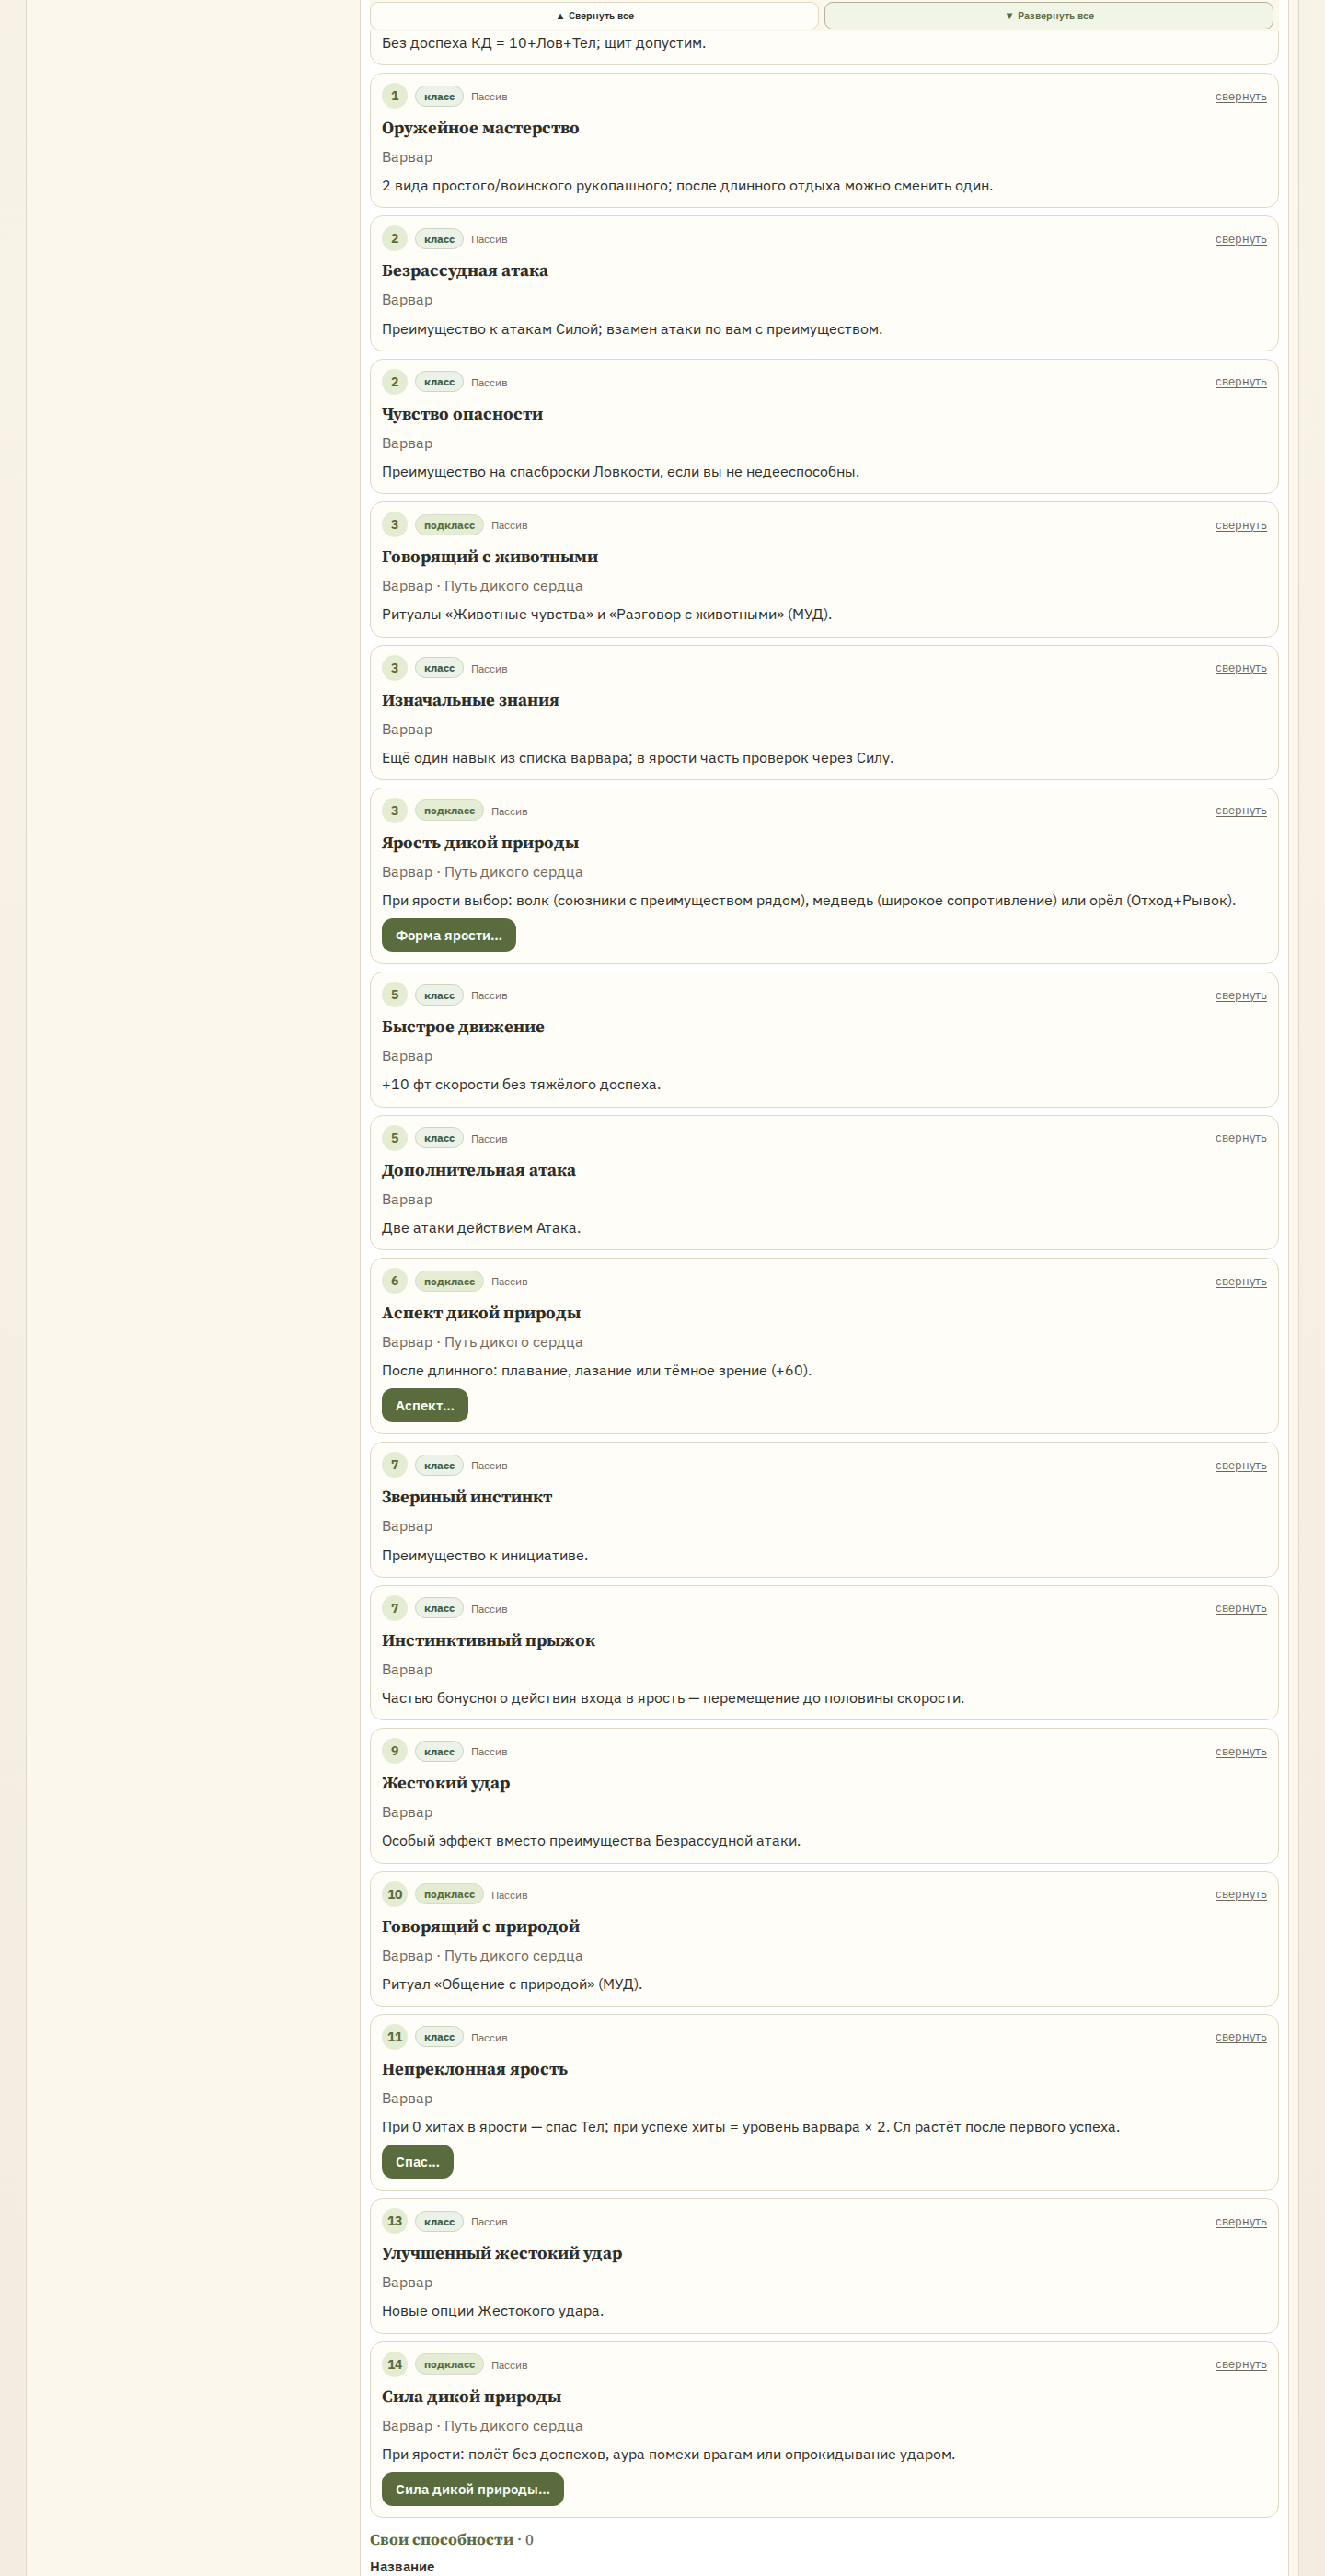 ▲ Свернуть все
▼ Развернуть все
Без доспеха КД = 10+Лов+Тел; щит допустим.
1 класс Пассив свернуть
Оружейное мастерство
Варвар
2 вида простого/воинского рукопашного; после длинного отдыха можно сменить один.
2 класс Пассив свернуть
Безрассудная атака
Варвар
Преимущество к атакам Силой; взамен атаки по вам с преимуществом.
2 класс Пассив свернуть
Чувство опасности
Варвар
Преимущество на спасброски Ловкости, если вы не недееспособны.
3 подкласс Пассив свернуть
Говорящий с животными
Варвар · Путь дикого сердца
Ритуалы «Животные чувства» и «Разговор с животными» (МУД).
3 класс Пассив свернуть
Изначальные знания
Варвар
Ещё один навык из списка варвара; в ярости часть проверок через Силу.
3 подкласс Пассив свернуть
Ярость дикой природы
Варвар · Путь дикого сердца
При ярости выбор: волк (союзники с преимуществом рядом), медведь (широкое сопротивление) или орёл (Отход+Рывок).
Форма ярости...
5 класс Пассив свернуть
Быстрое движение
Варвар
+10 фт скорости без тяжёлого доспеха.
5 класс Пассив свернуть
Дополнительная атака
Варвар
Две атаки действием Атака.
6 подкласс Пассив свернуть
Аспект дикой природы
Варвар · Путь дикого сердца
После длинного: плавание, лазание или тёмное зрение (+60).
Аспект...
7 класс Пассив свернуть
Звериный инстинкт
Варвар
Преимущество к инициативе.
7 класс Пассив свернуть
Инстинктивный прыжок
Варвар
Частью бонусного действия входа в ярость — перемещение до половины скорости.
9 класс Пассив свернуть
Жестокий удар
Варвар
Особый эффект вместо преимущества Безрассудной атаки.
10 подкласс Пассив свернуть
Говорящий с природой
Варвар · Путь дикого сердца
Ритуал «Общение с природой» (МУД).
11 класс Пассив свернуть
Непреклонная ярость
Варвар
При 0 хитах в ярости — спас Тел; при успехе хиты = уровень варвара × 2. Сл растёт после первого успеха.
Спас...
13 класс Пассив свернуть
Улучшенный жестокий удар
Варвар
Новые опции Жестокого удара.
14 подкласс Пассив свернуть
Сила дикой природы
Варвар · Путь дикого сердца
При ярости: полёт без доспехов, аура помехи врагам или опрокидывание ударом.
Сила дикой природы...
Свои способности · 0
Название